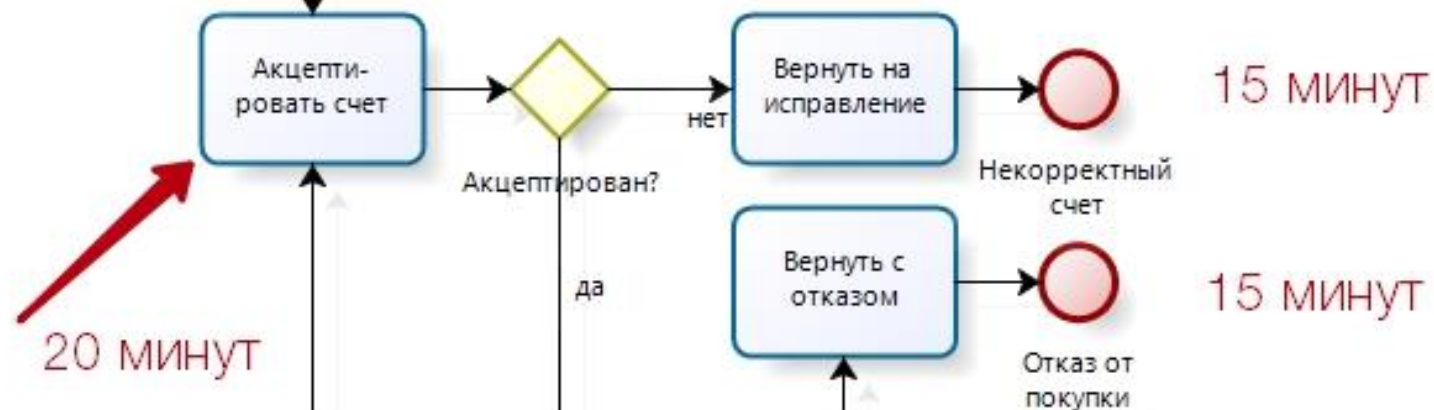 Акцепти-
ровать счет
Вернуть на
исправление
15 минут
нет
Акцептирован?
Некорректный
счет
Вернуть с
отказом
да
15 минут
20 минут
Отказ от
покупки